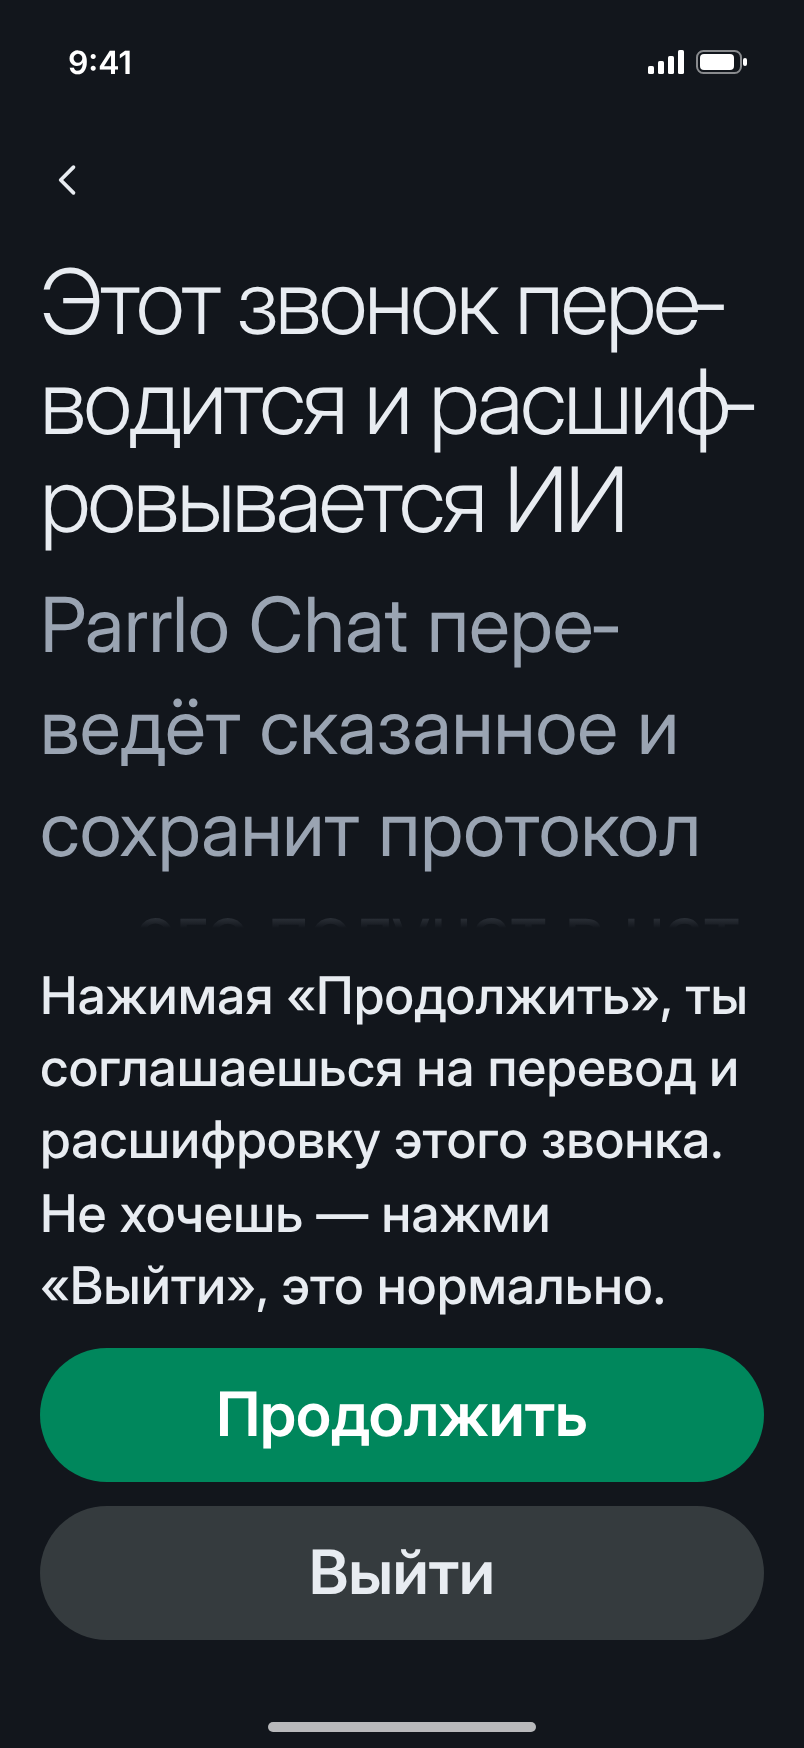 9:41
Этот звонок пере-
водится и расшиф-
ровывается ИИ
Parrlo Chat пере-
ведёт сказанное и
сохранит протокол
Нажимая «Продолжить», ты
соглашаешься на перевод и
расшифровку этого звонка.
Не хочешь — нажми
«Выйти», это нормально.
Продолжить
Выйти